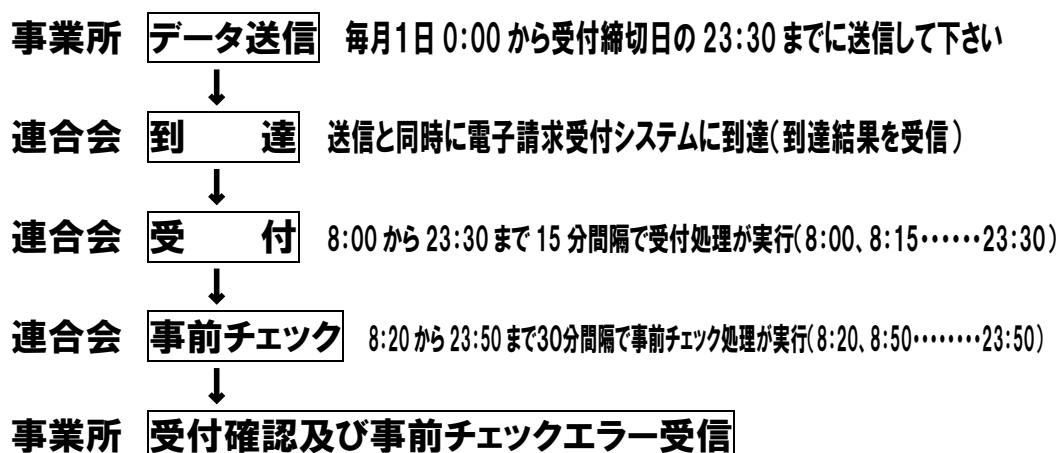 事業所 データ送信 毎月1日 0:00 から受付締切日の 23:30 までに送信して下さい
↓
連合会 到 達 送信と同時に電子請求受付システムに到達(到達結果を受信)
↓
連合会 受 付 8:00 から 23:30 まで 15 分間隔で受付処理が実行(8:00、8:15・・・・・・23:30)
↓
連合会 事前チェック 8:20 から 23:50 まで30分間隔で事前チェック処理が実行(8:20、8:50・・・・・・・・23:50)
↓
事業所 受付確認及び事前チェックエラー受信